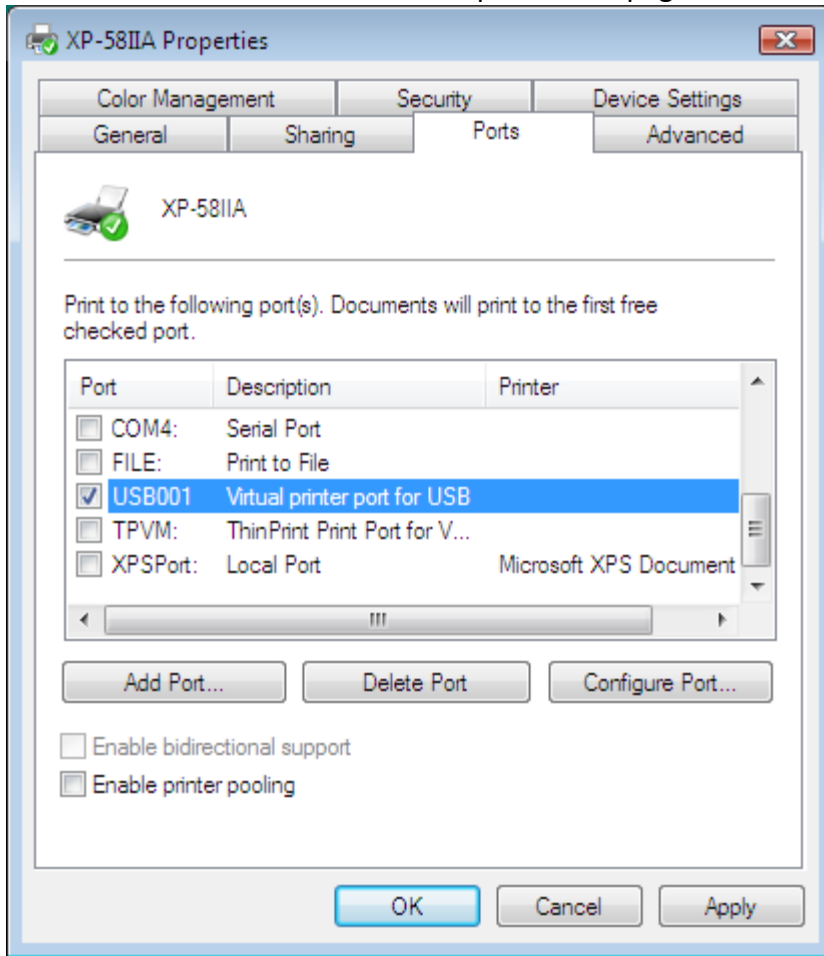 XP-58IIA Properties
Color Management Security Device Settings
General Sharing Ports Advanced
XP-58IIA
Print to the following port(s). Documents will print to the first free
checked port.
Port Description Printer
COM4: Serial Port
FILE: Print to File
USB001 Virtual printer port for USB
TPVM: ThinPrint Print Port for V...
XPSPort: Local Port Microsoft XPS Document
Add Port... Delete Port Configure Port...
Enable bidirectional support
Enable printer pooling
OK Cancel Apply